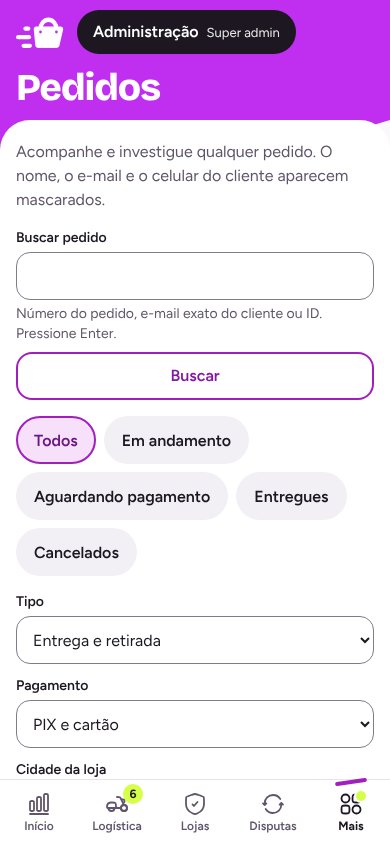 Administração Super admin
Pedidos
Acompanhe e investigue qualquer pedido. O
nome, o e-mail e o celular do cliente aparecem
mascarados.
Buscar pedido
Número do pedido, e-mail exato do cliente ou ID.
Pressione Enter.
Buscar
Todos
Em andamento
Aguardando pagamento
Entregues
Cancelados
Tipo
Entrega e retirada
Pagamento
PIX e cartão
Cidade da loja
6
Início
Logística
Lojas
Disputas
Mais